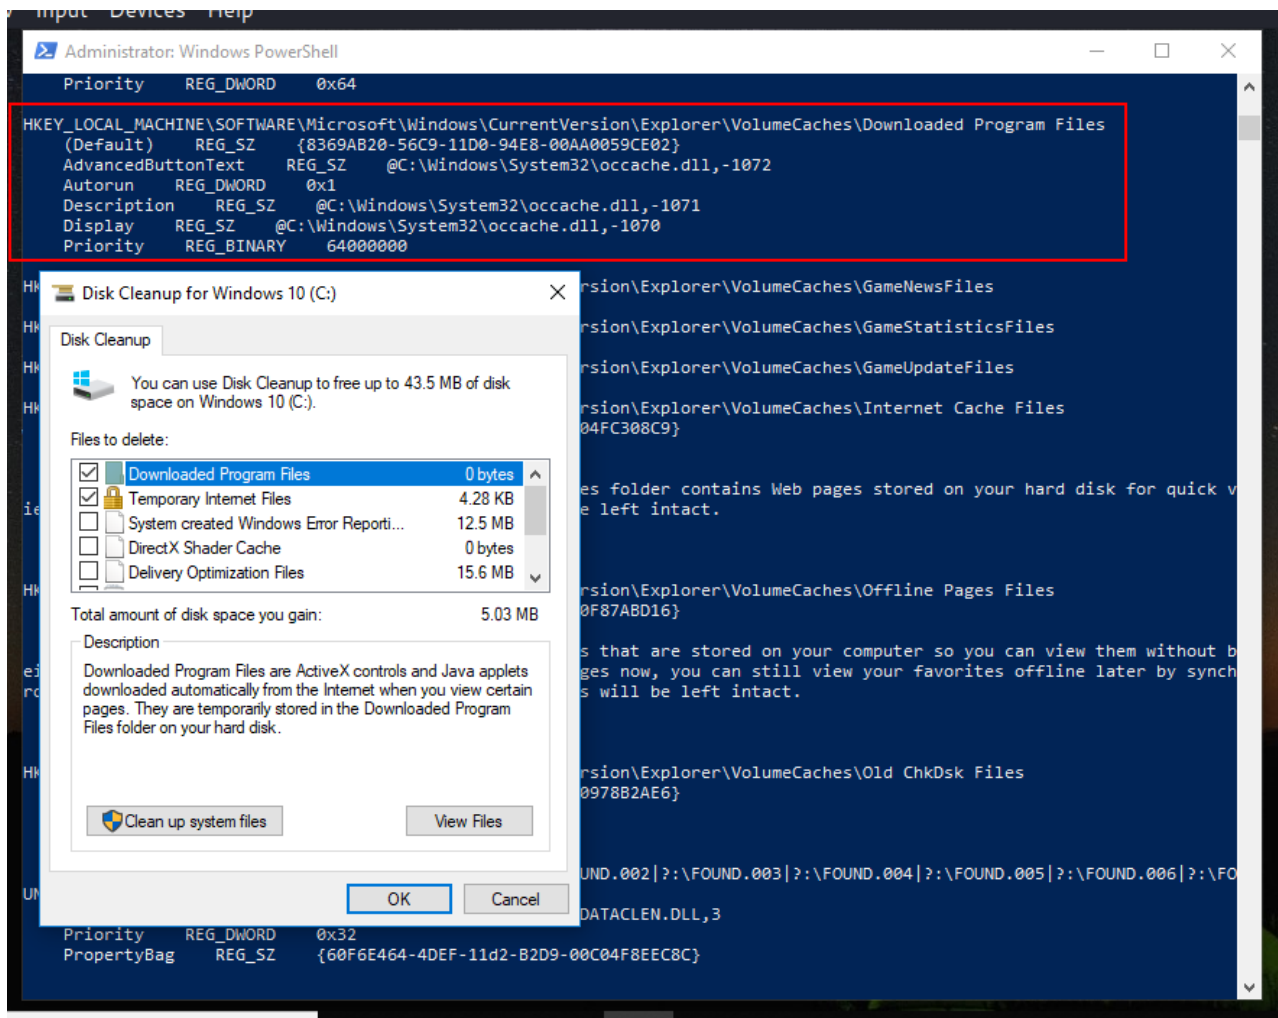 Input Devices Help
Administrator: Windows PowerShell
Priority REG_DWORD 0x64
HKEY_LOCAL_MACHINE\SOFTWARE\Microsoft\Windows\CurrentVersion\Explorer\VolumeCaches\Downloaded Program Files
(Default) REG_SZ {8369AB20-56C9-11D0-94E8-00AA0059CE02}
AdvancedButtonText REG_SZ @C:\Windows\System32\occache.dll,-1072
Autorun REG_DWORD 0x1
Description REG_SZ @C:\Windows\System32\occache.dll,-1071
Display REG_SZ @C:\Windows\System32\occache.dll,-1070
Priority REG_BINARY 64000000
rsion\Explorer\VolumeCaches\GameNewsFiles
rsion\Explorer\VolumeCaches\GameStatisticsFiles
rsion\Explorer\VolumeCaches\GameUpdateFiles
rsion\Explorer\VolumeCaches\Internet Cache Files
04FC308C9}
es folder contains Web pages stored on your hard disk for quick v
ie
e left intact.
rsion\Explorer\VolumeCaches\Offline Pages Files
0F87ABD16}
s that are stored on your computer so you can view them without b
ei
ges now, you can still view your favorites offline later by synch
ro
s will be left intact.
rsion\Explorer\VolumeCaches\Old ChkDsk Files
0978B2AE6}
UND.002|?:\FOUND.003|?:\FOUND.004|?:\FOUND.005|?:\FOUND.006|?:\FO
UN
DATACLEN.DLL,3
Priority REG_DWORD 0x32
PropertyBag REG_SZ {60F6E464-4DEF-11d2-B2D9-00C04F8EEC8C}
Disk Cleanup for Windows 10 (C:)
Disk Cleanup
You can use Disk Cleanup to free up to 43.5 MB of disk
space on Windows 10 (C:).
Files to delete:
Downloaded Program Files 0 bytes
Temporary Internet Files 4.28 KB
System created Windows Error Reporti... 12.5 MB
DirectX Shader Cache 0 bytes
Delivery Optimization Files 15.6 MB
Total amount of disk space you gain: 5.03 MB
Description
Downloaded Program Files are ActiveX controls and Java applets
downloaded automatically from the Internet when you view certain
pages. They are temporarily stored in the Downloaded Program
Files folder on your hard disk.
Clean up system files
View Files
OK
Cancel